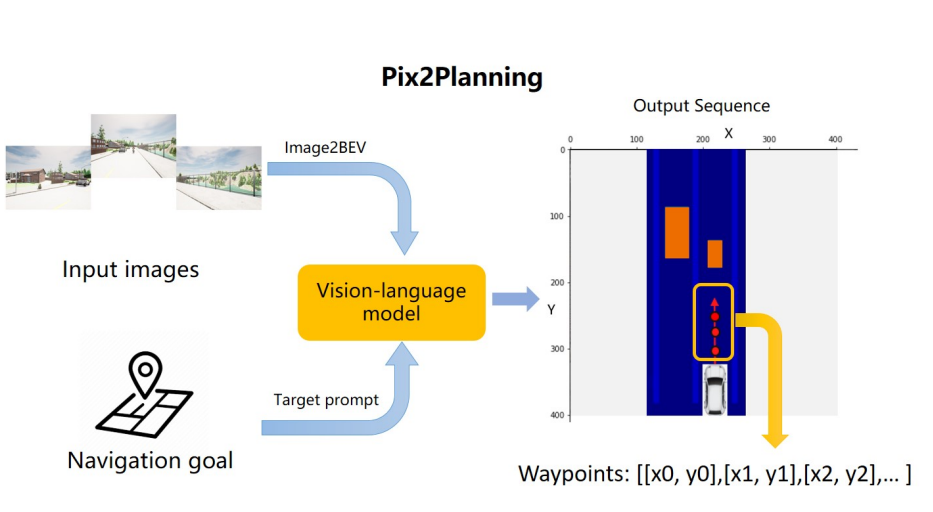 Pix2Planning
Output Sequence
X
0 100 200 300 400
Image2BEV
0
100
200
300
400
Y
Input images
Vision-language
model
Target prompt
Navigation goal
Waypoints: [[x0, y0],[x1, y1],[x2, y2],... ]